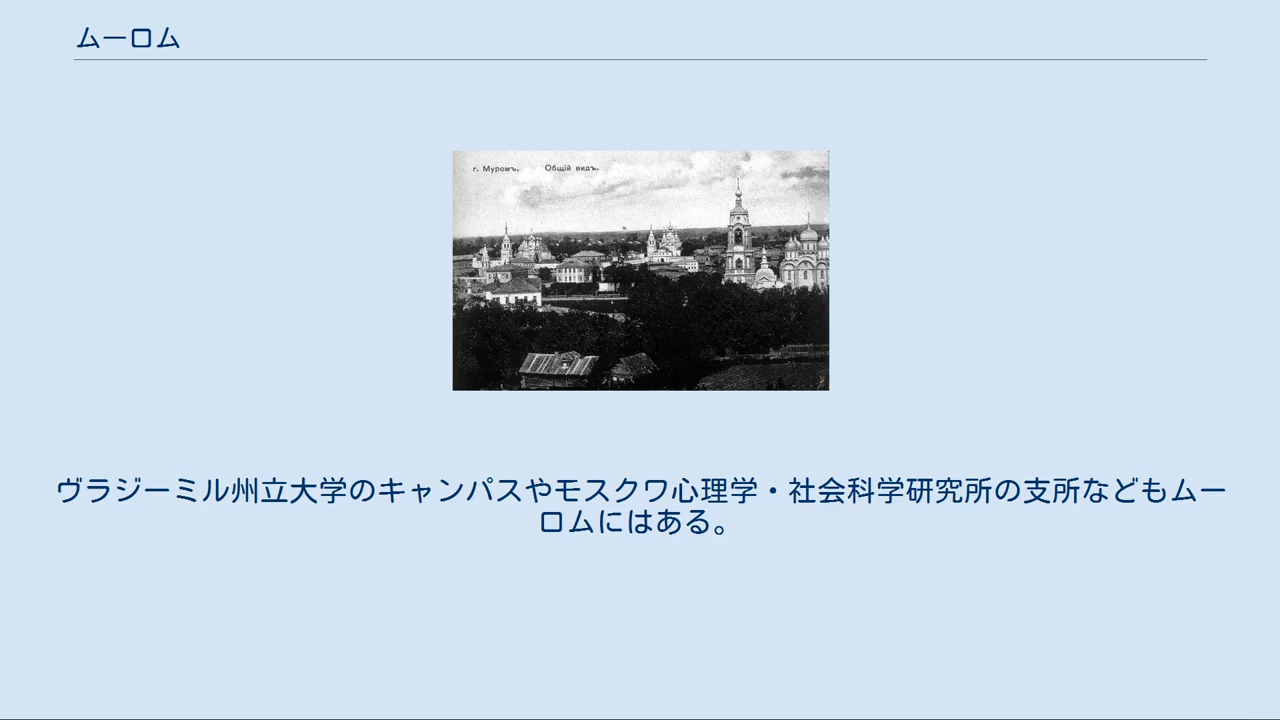 ムーロム
г. Муромъ. Общій видъ.
ヴラジーミル州立大学のキャンパスやモスクワ心理学・社会科学研究所の支所などもムー
ロムにはある。